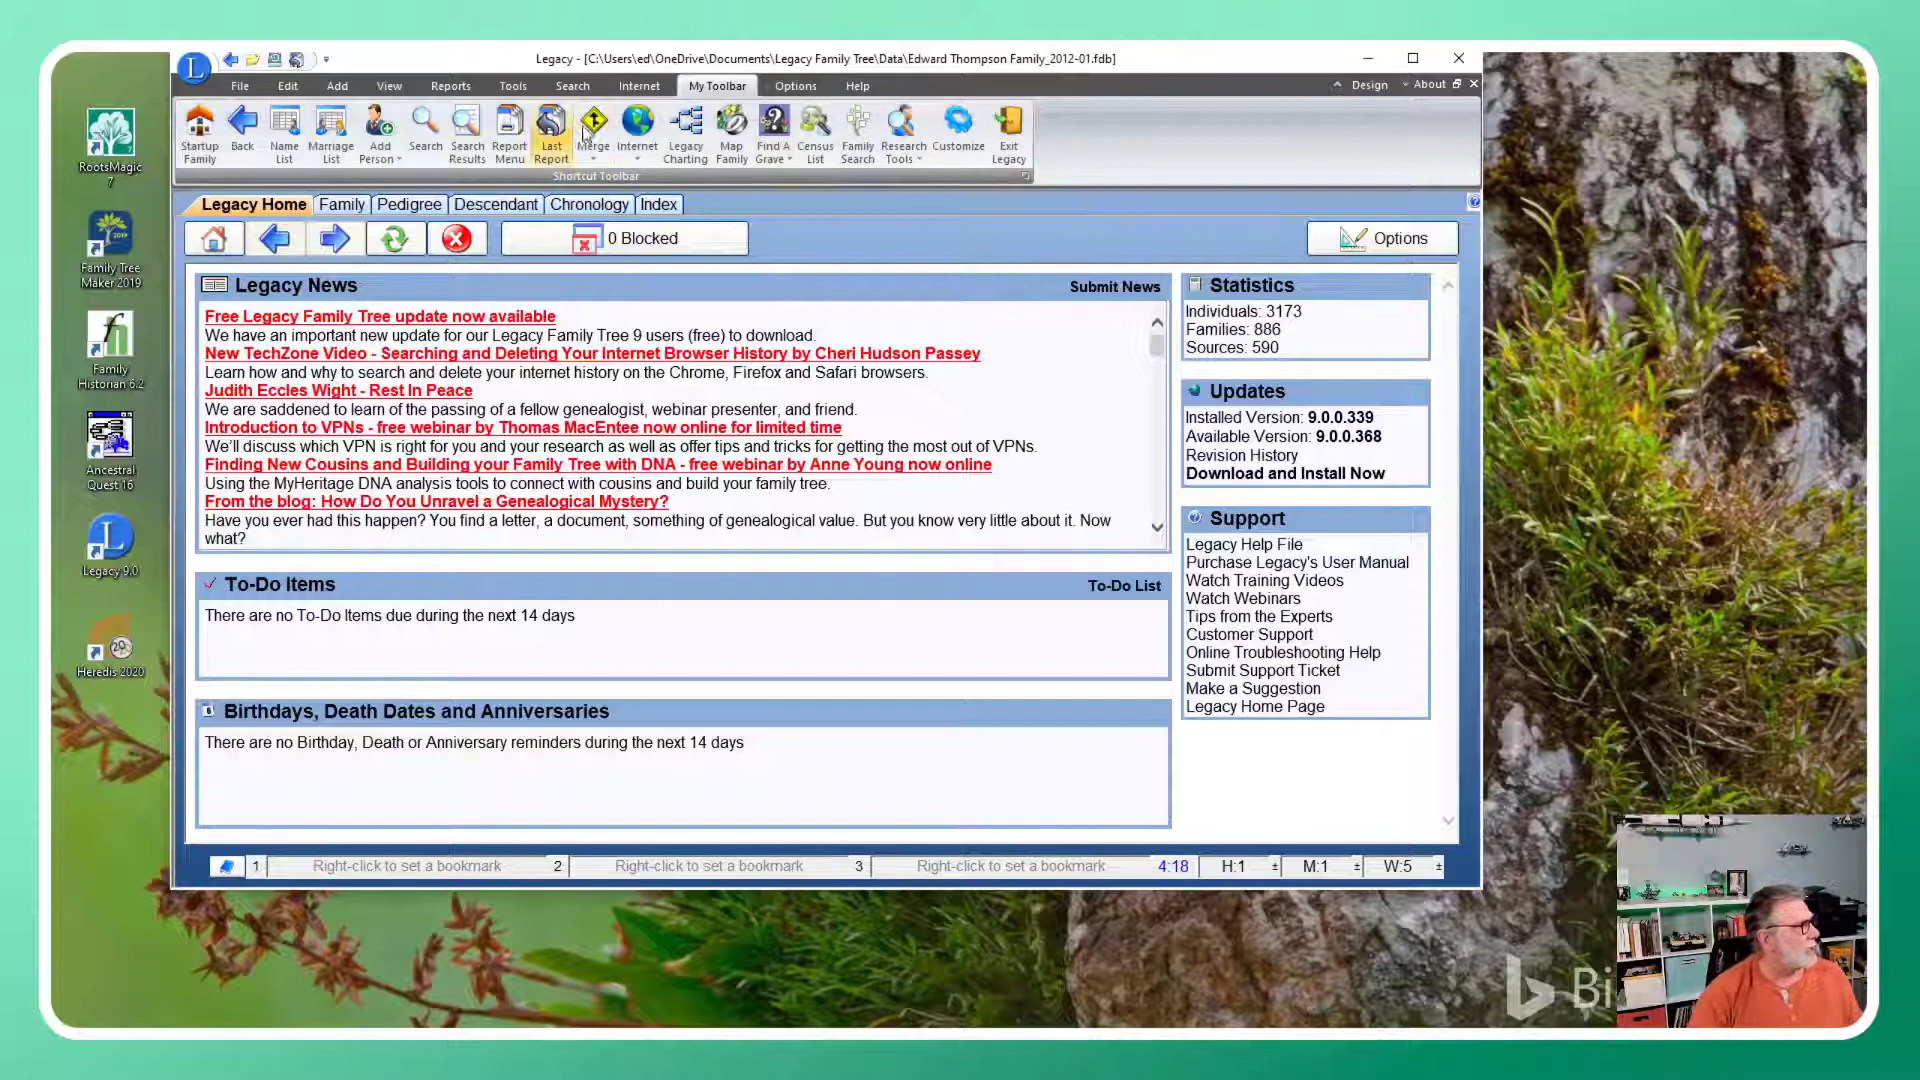 Legacy - [C:\Users\ed\OneDrive\Documents\Legacy Family Tree\Data\Edward Thompson Family_2012-01.fdb]
File Edit Add View Reports Tools Search Internet My Toolbar Options Help Design About
Startup Family
Back
Name List
Marriage List
Add Person
Search
Search Results
Report Menu
Last Report
Merge
Internet
Legacy Charting
Map Family
Find A Grave
Census List
Family Search
Research Tools
Customize
Exit Legacy
Shortcut Toolbar
Legacy Home Family Pedigree Descendant Chronology Index
0 Blocked
Options
Legacy News
Submit News
Free Legacy Family Tree update now available
We have an important new update for our Legacy Family Tree 9 users (free) to download.
New TechZone Video - Searching and Deleting Your Internet Browser History by Cheri Hudson Passey
Learn how and why to search and delete your internet history on the Chrome, Firefox and Safari browsers.
Judith Eccles Wight - Rest In Peace
We are saddened to learn of the passing of a fellow genealogist, webinar presenter, and friend.
Introduction to VPNs - free webinar by Thomas MacEntee now online for limited time
We'll discuss which VPN is right for you and your research as well as offer tips and tricks for getting the most out of VPNs.
Finding New Cousins and Building your Family Tree with DNA - free webinar by Anne Young now online
Using the MyHeritage DNA analysis tools to connect with cousins and build your family tree.
From the blog: How Do You Unravel a Genealogical Mystery?
Have you ever had this happen? You find a letter, a document, something of genealogical value. But you know very little about it. Now
what?
To-Do Items
To-Do List
There are no To-Do Items due during the next 14 days
Birthdays, Death Dates and Anniversaries
There are no Birthday, Death or Anniversary reminders during the next 14 days
Statistics
Individuals: 3173
Families: 886
Sources: 590
Updates
Installed Version: 9.0.0.339
Available Version: 9.0.0.368
Revision History
Download and Install Now
Support
Legacy Help File
Purchase Legacy's User Manual
Watch Training Videos
Watch Webinars
Tips from the Experts
Customer Support
Online Troubleshooting Help
Submit Support Ticket
Make a Suggestion
Legacy Home Page
1 Right-click to set a bookmark 2 Right-click to set a bookmark 3 Right-click to set a bookmark 4:18 H:1 M:1 W:5
RootsMagic
7
Family Tree
Maker 2019
Family
Historian 6.2
Ancestral
Quest 16
Legacy 9.0
Heredis 2020
Bi